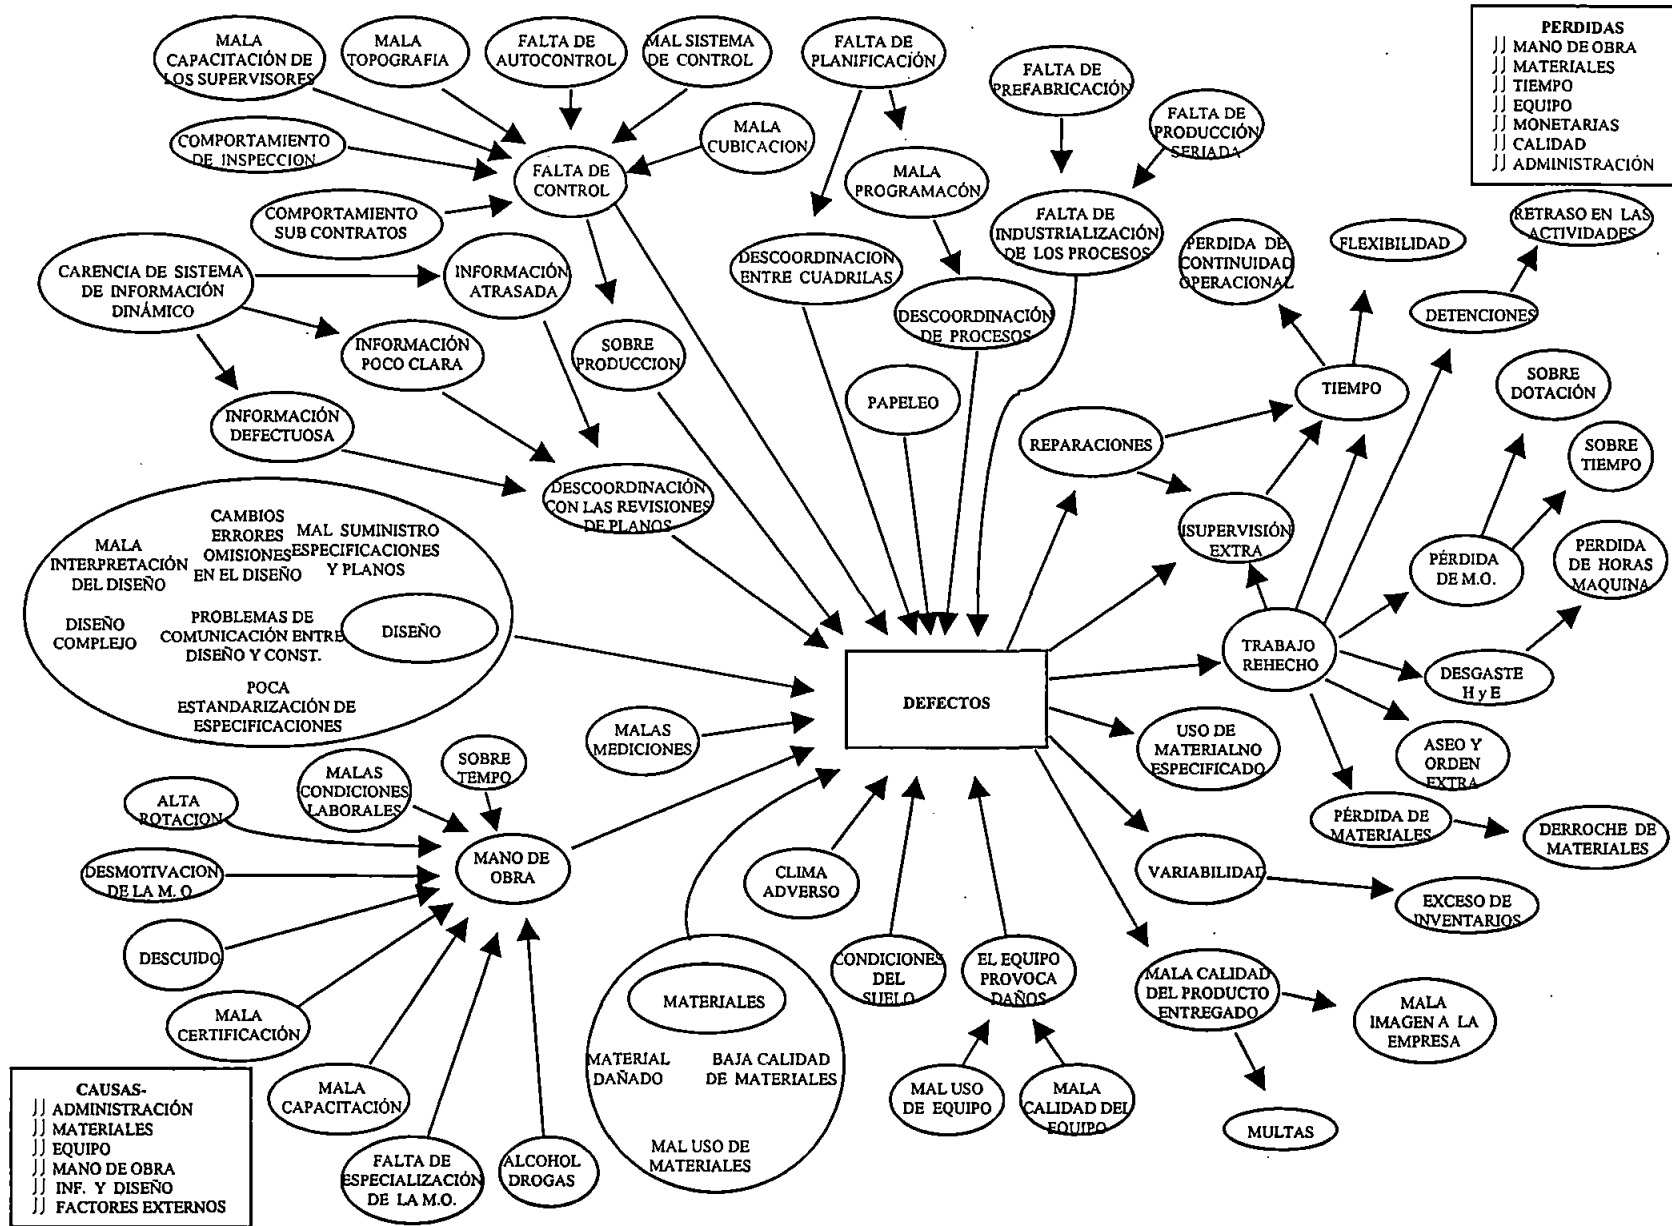 MALA
CAPACITACIÓN DE
LOS SUPERVISORES
MALA
TOPOGRAFIA
FALTA DE
AUTOCONTROL
MAL SISTEMA
DE CONTROL
FALTA DE
PLANIFICACIÓN
FALTA DE
PREFABRICACIÓN
FALTA DE
PRODUCCIÓN
SERIADA
PERDIDAS
⌡⌡ MANO DE OBRA
⌡⌡ MATERIALES
⌡⌡ TIEMPO
⌡⌡ EQUIPO
⌡⌡ MONETARIAS
⌡⌡ CALIDAD
⌡⌡ ADMINISTRACIÓN
COMPORTAMIENTO
DE INSPECCION
FALTA DE
CONTROL
MALA
CUBICACION
MALA
PROGRAMACÓN
COMPORTAMIENTO
SUB CONTRATOS
FALTA DE
INDUSTRIALIZACIÓN
DE LOS PROCESOS
PERDIDA DE
CONTINUIDAD
OPERACIONAL
FLEXIBILIDAD
RETRASO EN LAS
ACTIVIDADES
CARENCIA DE SISTEMA
DE INFORMACIÓN
DINÁMICO
INFORMACIÓN
ATRASADA
DESCOORDINACION
ENTRE CUADRILAS
DESCOORDINACIÓN
DE PROCESOS
DETENCIONES
INFORMACIÓN
POCO CLARA
SOBRE
PRODUCCION
PAPELEO
TIEMPO
SOBRE
DOTACIÓN
INFORMACIÓN
DEFECTUOSA
REPARACIONES
SOBRE
TIEMPO
DESCOORDINACIÓN
CON LAS REVISIONES
DE PLANOS
ISUPERVISIÓN
EXTRA
PÉRDIDA
DE M.O.
PERDIDA
DE HORAS
MAQUINA
MALA
INTERPRETACIÓN
DEL DISEÑO
CAMBIOS
ERRORES
OMISIONES
EN EL DISEÑO
MAL SUMINISTRO
ESPECIFICACIONES
Y PLANOS
DISEÑO
COMPLEJO
PROBLEMAS DE
COMUNICACIÓN ENTRE
DISEÑO Y CONST.
DISEÑO
POCA
ESTANDARIZACIÓN DE
ESPECIFICACIONES
DEFECTOS
TRABAJO
REHECHO
DESGASTE
H y E
MALAS
MEDICIONES
USO DE
MATERIALNO
ESPECIFICADO
ASEO Y
ORDEN
EXTRA
MALAS
CONDICIONES
LABORALES
SOBRE
TEMPO
ALTA
ROTACION
PÉRDIDA DE
MATERIALES
DERROCHE DE
MATERIALES
DESMOTIVACION
DE LA M. O.
MANO DE
OBRA
CLIMA
ADVERSO
VARIABILIDAD
EXCESO DE
INVENTARIOS
DESCUIDO
MATERIALES
CONDICIONES
DEL
SUELO
EL EQUIPO
PROVOCA
DAÑOS
MALA CALIDAD
DEL PRODUCTO
ENTREGADO
MALA
IMAGEN A LA
EMPRESA
MALA
CERTIFICACIÓN
MATERIAL
DAÑADO
BAJA CALIDAD
DE MATERIALES
MALA
CAPACITACIÓN
MAL USO
DE EQUIPO
MALA
CALIDAD DEL
EQUIPO
MULTAS
CAUSAS-
⌡⌡ ADMINISTRACIÓN
⌡⌡ MATERIALES
⌡⌡ EQUIPO
⌡⌡ MANO DE OBRA
⌡⌡ INF. Y DISEÑO
⌡⌡ FACTORES EXTERNOS
FALTA DE
ESPECIALIZACIÓN
DE LA M.O.
ALCOHOL
DROGAS
MAL USO DE
MATERIALES